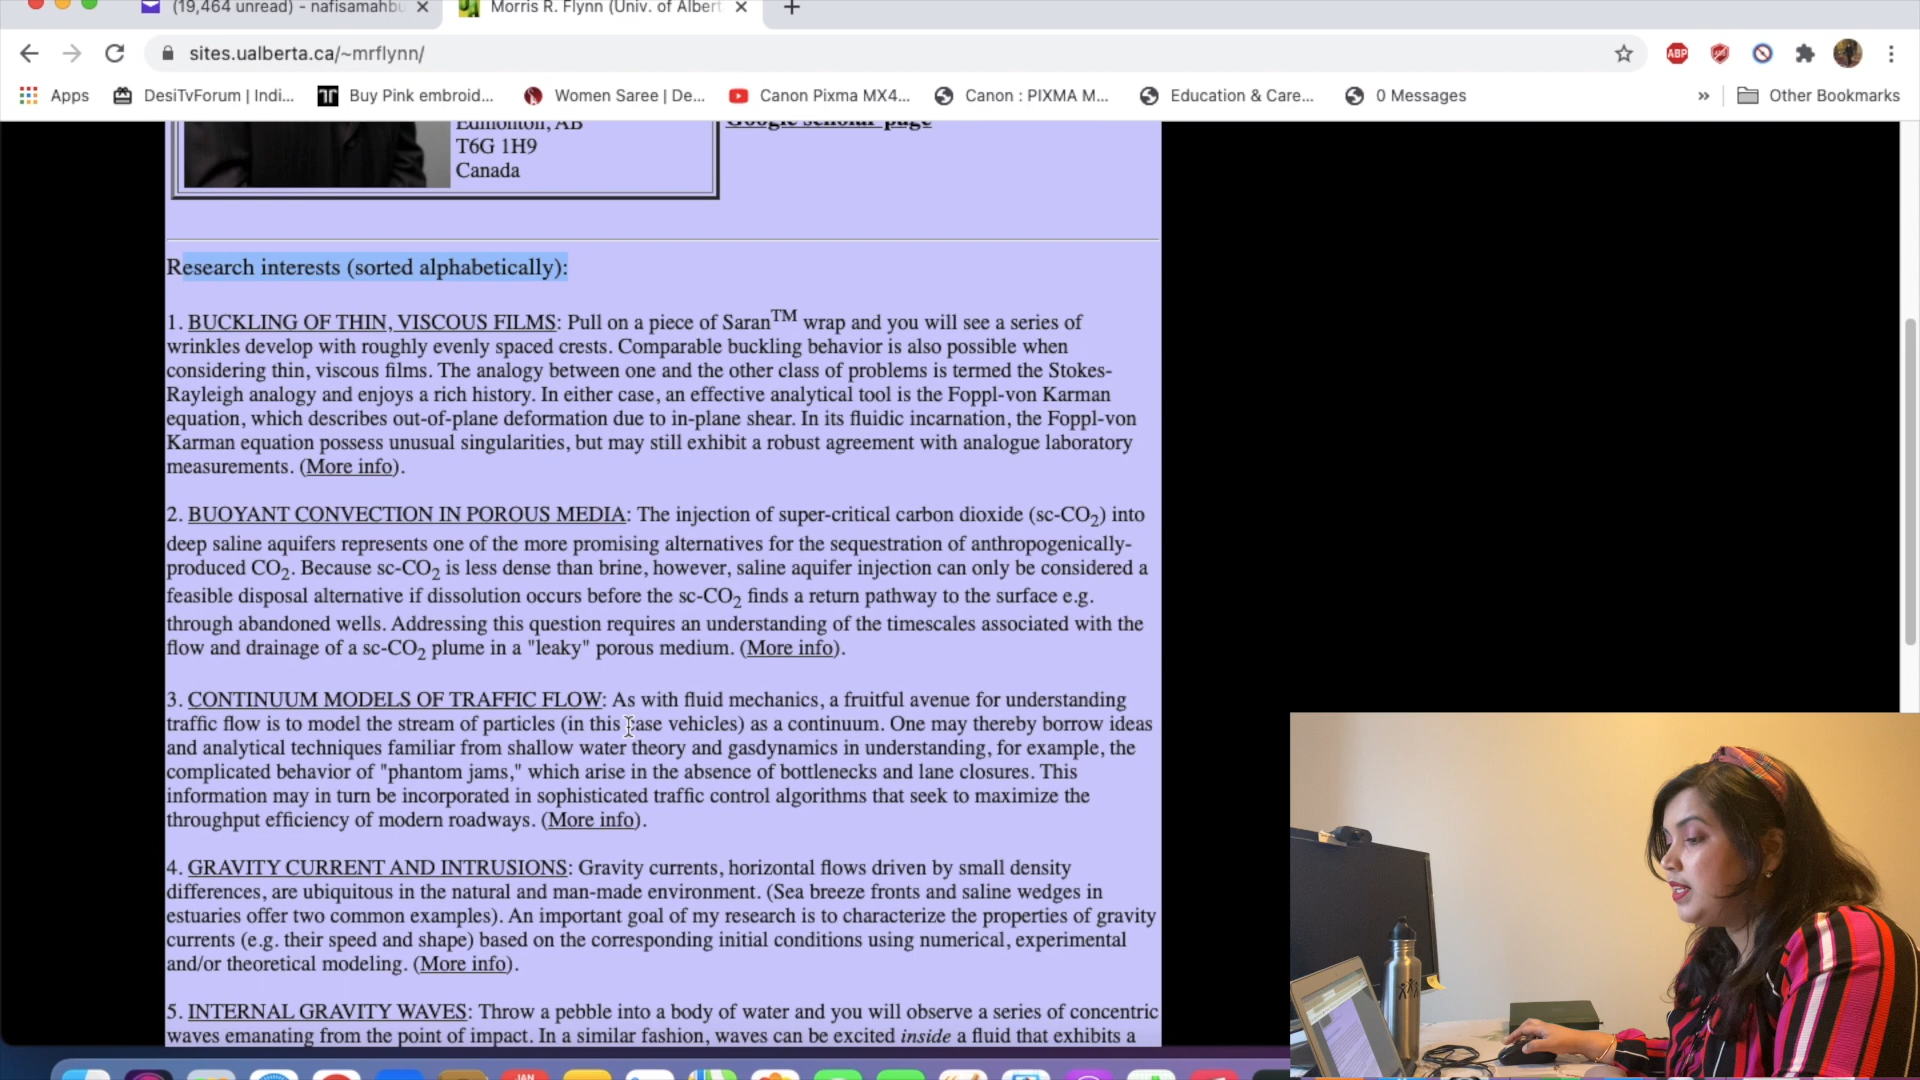 (19,464 unread) - nafisamahbu
Morris R. Flynn (Univ. of Albert
sites.ualberta.ca/~mrflynn/
ABP
Apps
DesiTvForum | Indi...
Buy Pink embroid...
Women Saree | De...
Canon Pixma MX4...
Canon : PIXMA M...
Education & Care...
0 Messages
»
Other Bookmarks
Edmonton, AB
Google scholar page
T6G 1H9
Canada
Research interests (sorted alphabetically):
1. BUCKLING OF THIN, VISCOUS FILMS: Pull on a piece of Saran™ wrap and you will see a series of
wrinkles develop with roughly evenly spaced crests. Comparable buckling behavior is also possible when
considering thin, viscous films. The analogy between one and the other class of problems is termed the Stokes-
Rayleigh analogy and enjoys a rich history. In either case, an effective analytical tool is the Foppl-von Karman
equation, which describes out-of-plane deformation due to in-plane shear. In its fluidic incarnation, the Foppl-von
Karman equation possess unusual singularities, but may still exhibit a robust agreement with analogue laboratory
measurements. (More info).
2. BUOYANT CONVECTION IN POROUS MEDIA: The injection of super-critical carbon dioxide (sc-CO2) into
deep saline aquifers represents one of the more promising alternatives for the sequestration of anthropogenically-
produced CO2. Because sc-CO2 is less dense than brine, however, saline aquifer injection can only be considered a
feasible disposal alternative if dissolution occurs before the sc-CO2 finds a return pathway to the surface e.g.
through abandoned wells. Addressing this question requires an understanding of the timescales associated with the
flow and drainage of a sc-CO2 plume in a "leaky" porous medium. (More info).
3. CONTINUUM MODELS OF TRAFFIC FLOW: As with fluid mechanics, a fruitful avenue for understanding
traffic flow is to model the stream of particles (in this case vehicles) as a continuum. One may thereby borrow ideas
and analytical techniques familiar from shallow water theory and gasdynamics in understanding, for example, the
complicated behavior of "phantom jams," which arise in the absence of bottlenecks and lane closures. This
information may in turn be incorporated in sophisticated traffic control algorithms that seek to maximize the
throughput efficiency of modern roadways. (More info).
4. GRAVITY CURRENT AND INTRUSIONS: Gravity currents, horizontal flows driven by small density
differences, are ubiquitous in the natural and man-made environment. (Sea breeze fronts and saline wedges in
estuaries offer two common examples). An important goal of my research is to characterize the properties of gravity
currents (e.g. their speed and shape) based on the corresponding initial conditions using numerical, experimental
and/or theoretical modeling. (More info).
5. INTERNAL GRAVITY WAVES: Throw a pebble into a body of water and you will observe a series of concentric
waves emanating from the point of impact. In a similar fashion, waves can be excited inside a fluid that exhibits a
JAN